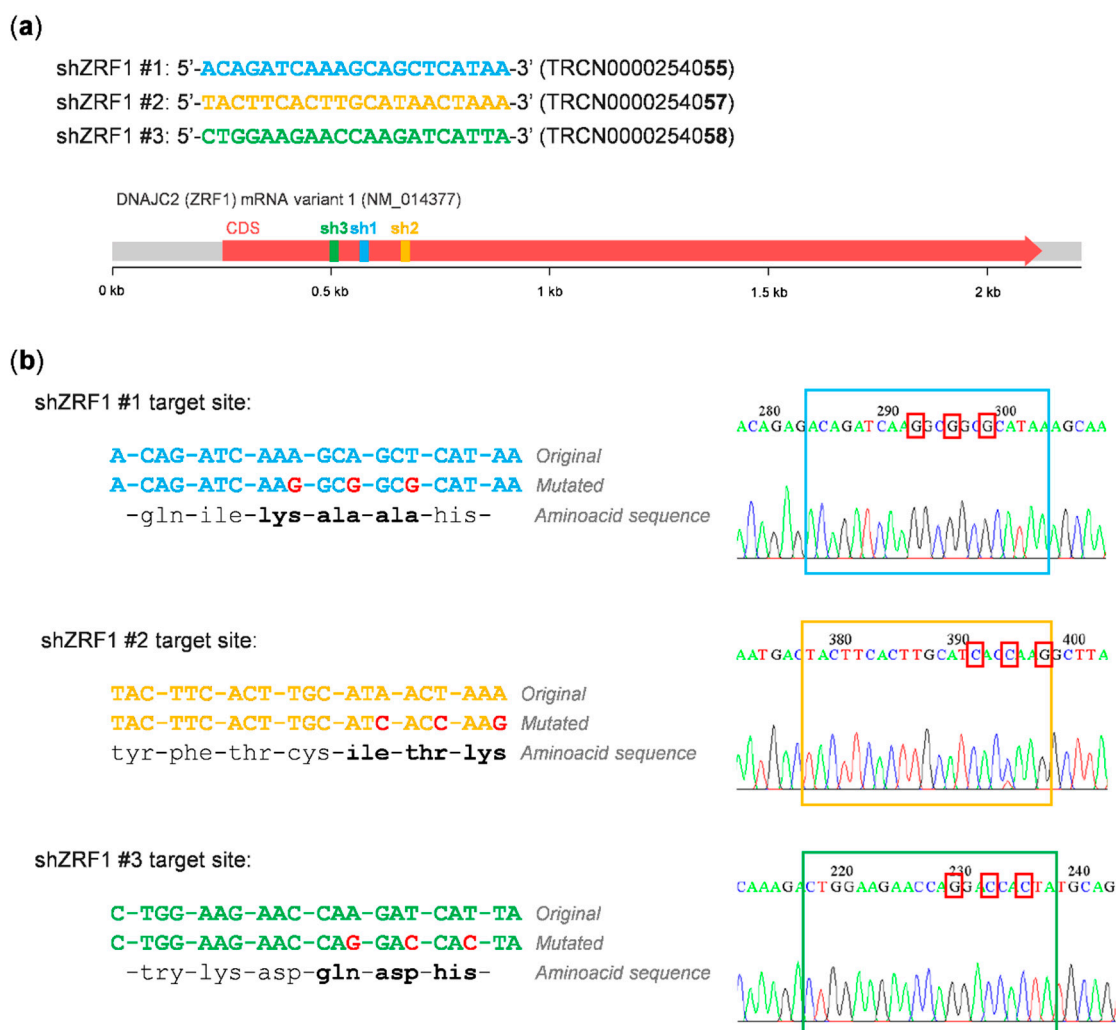 (a)
shZRF1 #1: 5’-ACAGATCAAAGCAGCTCATAA-3’ (TRCN0000254055)
shZRF1 #2: 5’-TACTTCACTTGCATAACTAAA-3’ (TRCN0000254057)
shZRF1 #3: 5’-CTGGAAGAACCAAGATCATTA-3’ (TRCN0000254058)
DNAJC2 (ZRF1) mRNA variant 1 (NM_014377)
CDS sh3 sh1 sh2
0 kb 0.5 kb 1 kb 1.5 kb 2 kb
(b)
shZRF1 #1 target site:
A-CAG-ATC-AAA-GCA-GCT-CAT-AA Original
A-CAG-ATC-AAG-GCG-GCG-CAT-AA Mutated
-gln-ile-lys-ala-ala-his- Aminoacid sequence
280 290 300
ACAGAGACAGATCAAGGCGGCGCATAAAGCAA
shZRF1 #2 target site:
TAC-TTC-ACT-TGC-ATA-ACT-AAA Original
TAC-TTC-ACT-TGC-ATC-ACC-AAG Mutated
tyr-phe-thr-cys-ile-thr-lys Aminoacid sequence
380 390 400
AATGACTACTTCACTTGCATCACCAAGGCTTA
shZRF1 #3 target site:
C-TGG-AAG-AAC-CAA-GAT-CAT-TA Original
C-TGG-AAG-AAC-CAG-GAC-CAC-TA Mutated
-try-lys-asp-gln-asp-his- Aminoacid sequence
220 230 240
CAAAGACTGGAAGAACCAGGACCACTATGCAG